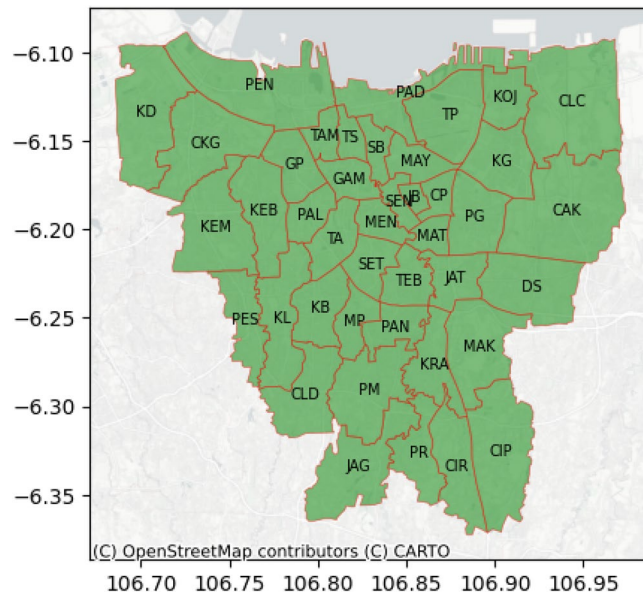 −6.10
−6.15
−6.20
−6.25
−6.30
−6.35
PEN
PAD
KD
TP
KOJ
CLC
CKG
TAM
TS
SB
GP
MAY
KG
GAM
KEB
SEN
JB
CP
PAL
MEN
PG
CAK
KEM
TA
MAT
SET
TEB
JAT
DS
PES
KL
KB
MP
PAN
MAK
KRA
CLD
PM
PR
CIP
JAG
CIR
(C) OpenStreetMap contributors (C) CARTO
106.70 106.75 106.80 106.85 106.90 106.95